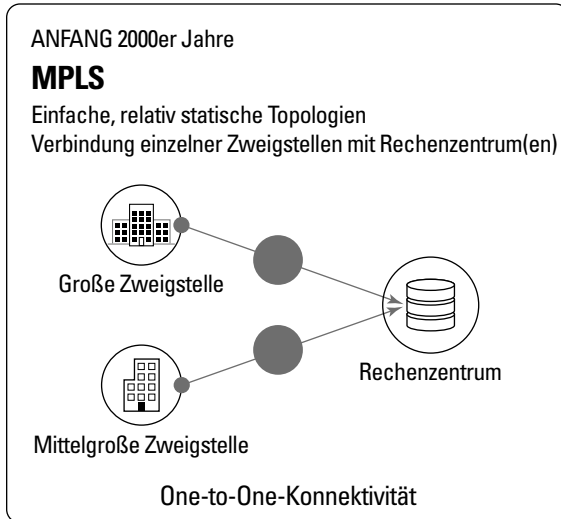 ANFANG 2000er Jahre
MPLS
Einfache, relativ statische Topologien
Verbindung einzelner Zweigstellen mit Rechenzentrum(en)
Große Zweigstelle
Rechenzentrum
Mittelgroße Zweigstelle
One-to-One-Konnektivität